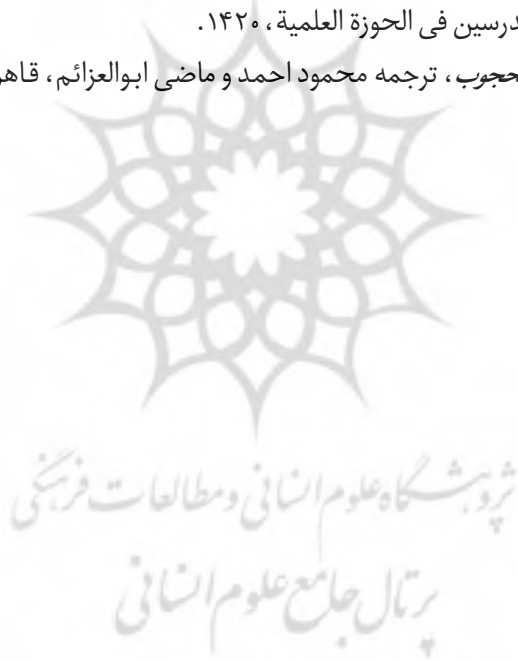 درسین فی الحوزة العلمیة، ۱۴۲۰.
حجوب، ترجمه محمود احمد و ماضی ابوالعزائم، قاهر
پژوهشگاه علوم انسانی و مطالعات فرهنگی
پرتال جامع علوم انسانی